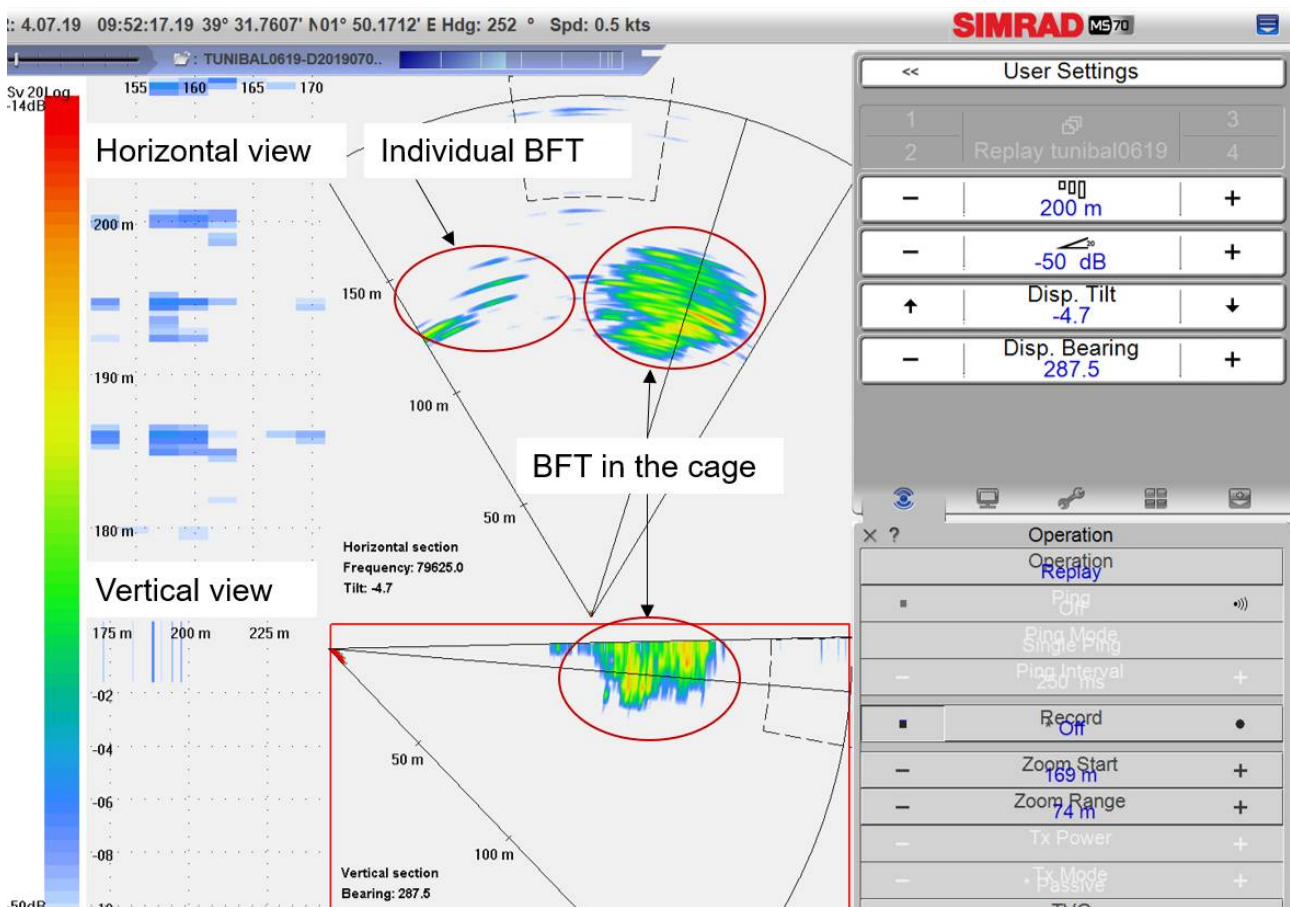 : 4.07.19 09:52:17.19 39° 31.7607' N01° 50.1712' E Hdg: 252 ° Spd: 0.5 kts
SIMRAD MS70
: TUNIBAL0619-D2019070..
Sv 20Log
-14dB
155 160 165 170
Horizontal view
Individual BFT
200 m
190 m
180 m
150 m
100 m
50 m
BFT in the cage
Horizontal section
Frequency: 79625.0
Tilt: -4.7
Vertical view
175 m 200 m 225 m
-02
-04
-06
-08
-10
-50dB
50 m
100 m
Vertical section
Bearing: 287.5
<< User Settings
1 3
2 Replay tunibal0619 4
− 200 m +
20
− -50 dB +
Disp. Tilt
-4.7
Disp. Bearing
− 287.5 +
× ? Operation
Operation
Replay
Ping
Off
Ping Mode
Single Ping
Ping Interval
− 250 ms +
Record
* Off
Zoom Start
− 169 m +
Zoom Range
− 74 m +
− Tx Power +
Tx Mode
− * Passive +
TVG